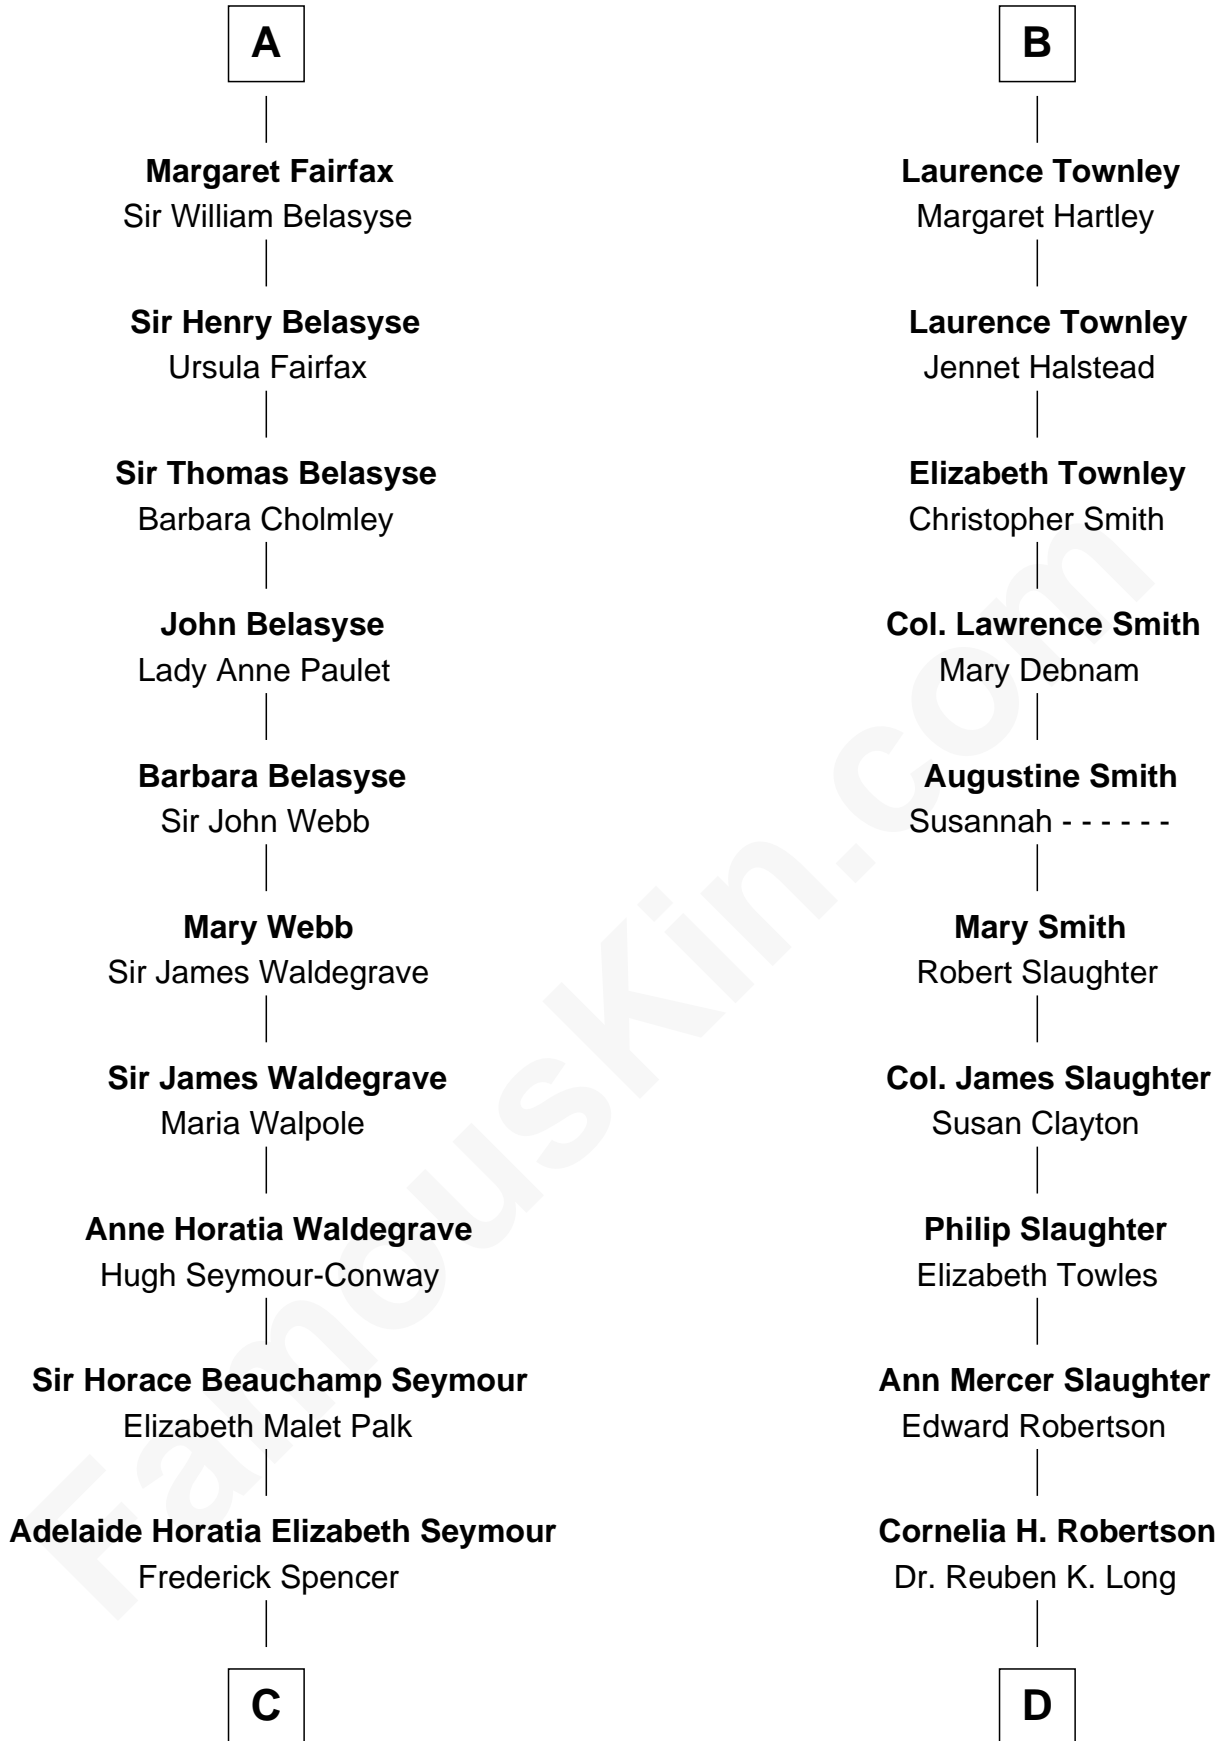 A
Margaret Fairfax
Sir William Belasyse
Sir Henry Belasyse
Ursula Fairfax
Sir Thomas Belasyse
Barbara Cholmley
John Belasyse
Lady Anne Paulet
Barbara Belasyse
Sir John Webb
Mary Webb
Sir James Waldegrave
Sir James Waldegrave
Maria Walpole
Anne Horatia Waldegrave
Hugh Seymour-Conway
Sir Horace Beauchamp Seymour
Elizabeth Malet Palk
Adelaide Horatia Elizabeth Seymour
Frederick Spencer
C
B
Laurence Townley
Margaret Hartley
Laurence Townley
Jennet Halstead
Elizabeth Townley
Christopher Smith
Col. Lawrence Smith
Mary Debnam
Augustine Smith
Susannah - - - - - -
Mary Smith
Robert Slaughter
Col. James Slaughter
Susan Clayton
Philip Slaughter
Elizabeth Towles
Ann Mercer Slaughter
Edward Robertson
Cornelia H. Robertson
Dr. Reuben K. Long
D
FamousKin.com